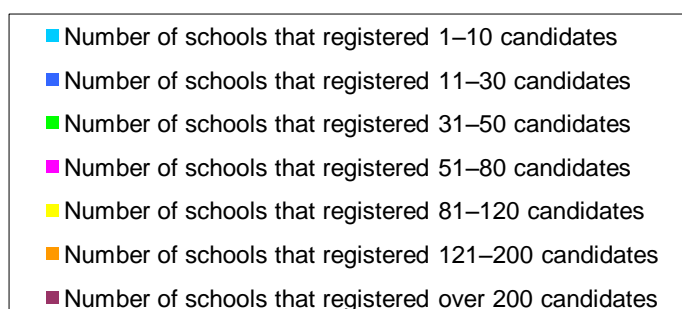 Number of schools that registered 1–10 candidates
Number of schools that registered 11–30 candidates
Number of schools that registered 31–50 candidates
Number of schools that registered 51–80 candidates
Number of schools that registered 81–120 candidates
Number of schools that registered 121–200 candidates
Number of schools that registered over 200 candidates